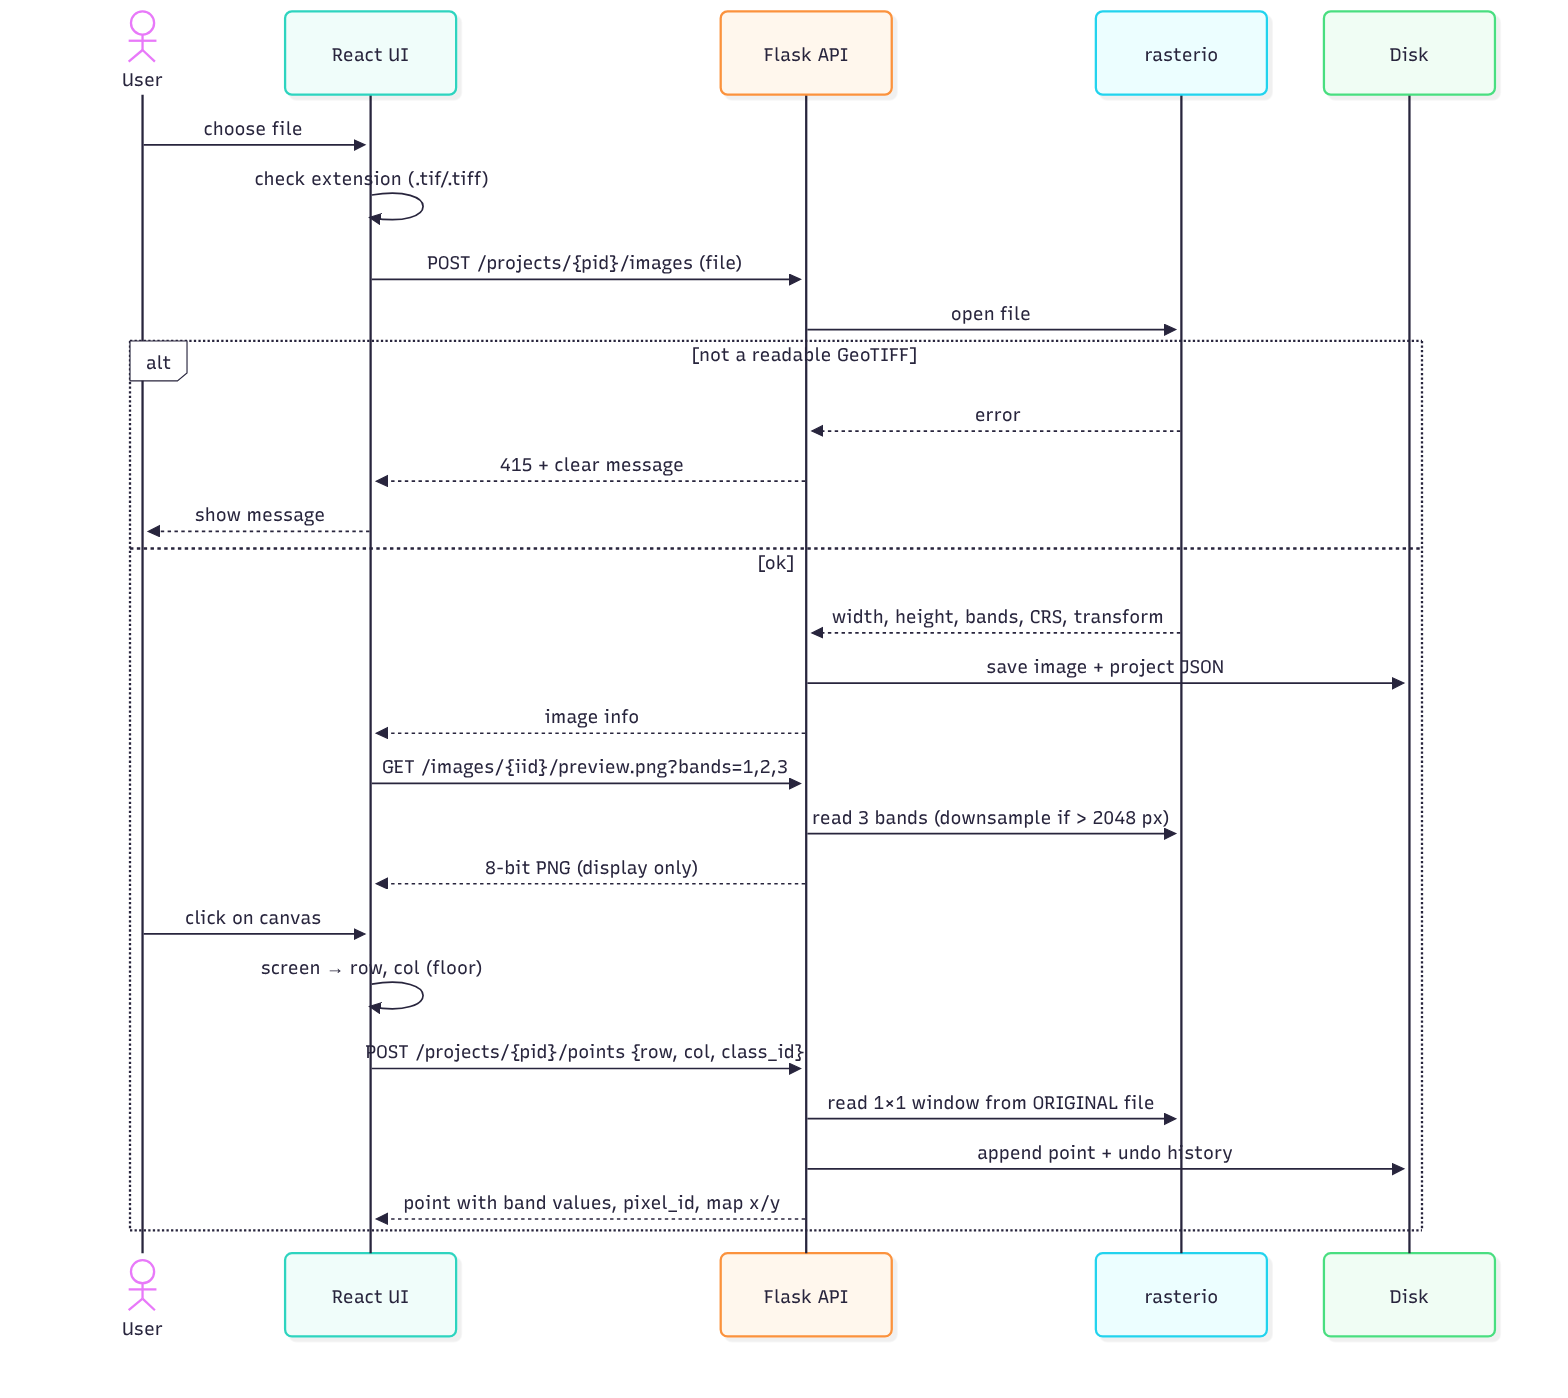 User
React UI
Flask API
rasterio
Disk
choose file
check extension (.tif/.tiff)
POST /projects/{pid}/images (file)
open file
alt
[not a readable GeoTIFF]
error
415 + clear message
show message
[ok]
width, height, bands, CRS, transform
save image + project JSON
image info
GET /images/{iid}/preview.png?bands=1,2,3
read 3 bands (downsample if > 2048 px)
8-bit PNG (display only)
click on canvas
screen → row, col (floor)
POST /projects/{pid}/points {row, col, class_id}
read 1×1 window from ORIGINAL file
append point + undo history
point with band values, pixel_id, map x/y
User
React UI
Flask API
rasterio
Disk